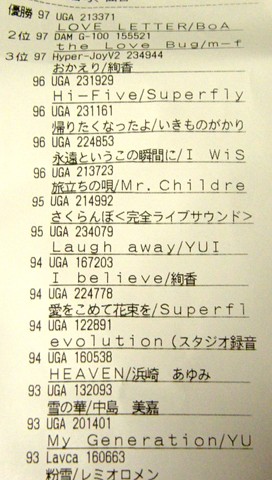 優勝 97 UGA 213371
LOVE LETTER/BoA
2位 97 DAM G-100 155521
the Love Bug/m-f
3位 97 Hyper-JoyV2 234944
おかえり/絢香
96 UGA 231929
Hi-Five/Superfly
96 UGA 231161
帰りたくなったよ/いきものがかり
96 UGA 224853
永遠というこの瞬間に/I WiS
96 UGA 213723
旅立ちの唄/Mr.Childre
95 UGA 214992
さくらんぼ<完全ライブサウンド>
95 UGA 234079
Laugh away/YUI
94 UGA 167203
I believe/絢香
94 UGA 224778
愛をこめて花束を/Superfl
94 UGA 122891
evolution(スタジオ録音
94 UGA 160538
HEAVEN/浜崎 あゆみ
93 UGA 132093
雪の華/中島 美嘉
93 UGA 201401
My Generation/YU
93 Lavca 160663
粉雪/レミオロメン